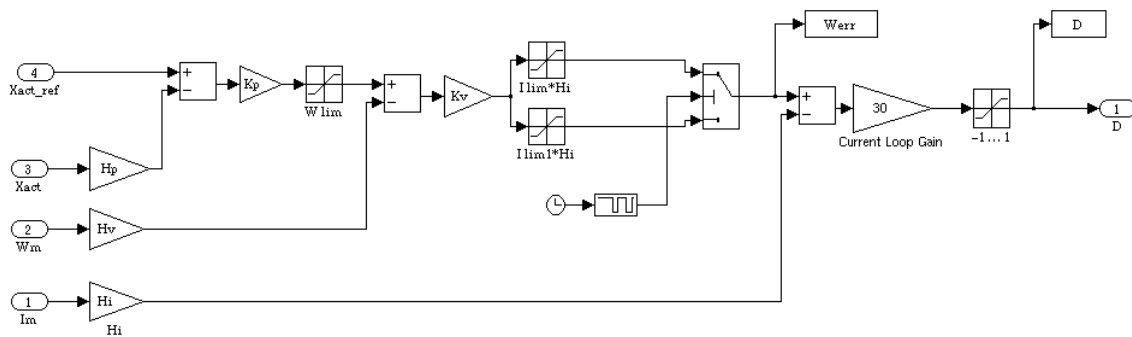 Werr
D
4
Xact_ref
+
−
Kp
W lim
+
−
Kv
I lim*Hi
I lim1*Hi
+
−
30
Current Loop Gain
-1 ... 1
1
D
3
Xact
Hp
2
Wm
Hv
1
Im
Hi
Hi